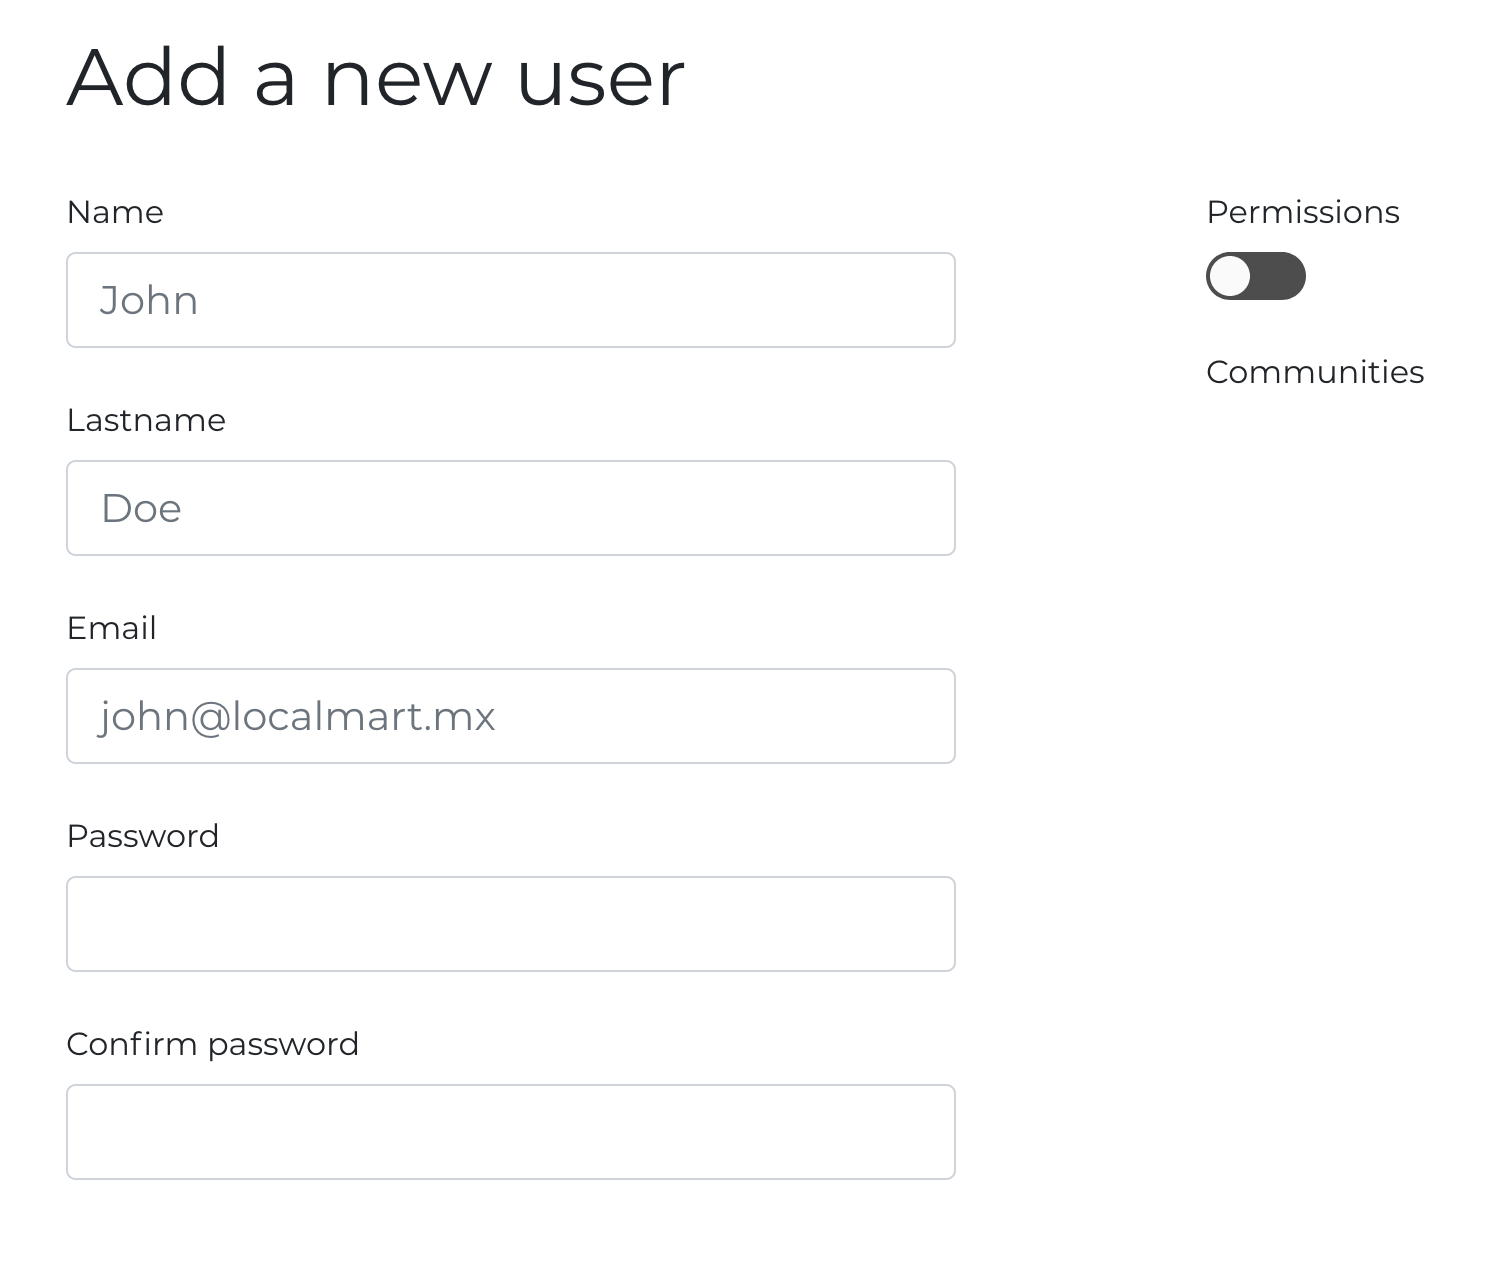 Add a new user
Name
John
Lastname
Doe
Email
john@localmart.mx
Password
Confirm password
Permissions
Communities